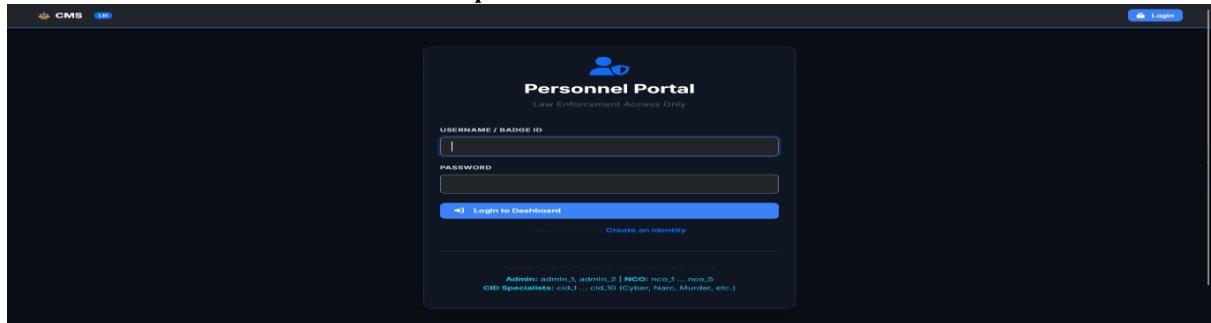 CMS LEI
Login
Personnel Portal
Law Enforcement Access Only
USERNAME / BADGE ID
PASSWORD
Login to Dashboard
Create an Identity
Admin: admin_1, admin_2 | NCO: nco_1 ... nco_5
CID Specialists: cid_1 ... cid_10 (Cyber, Narc, Murder, etc.)